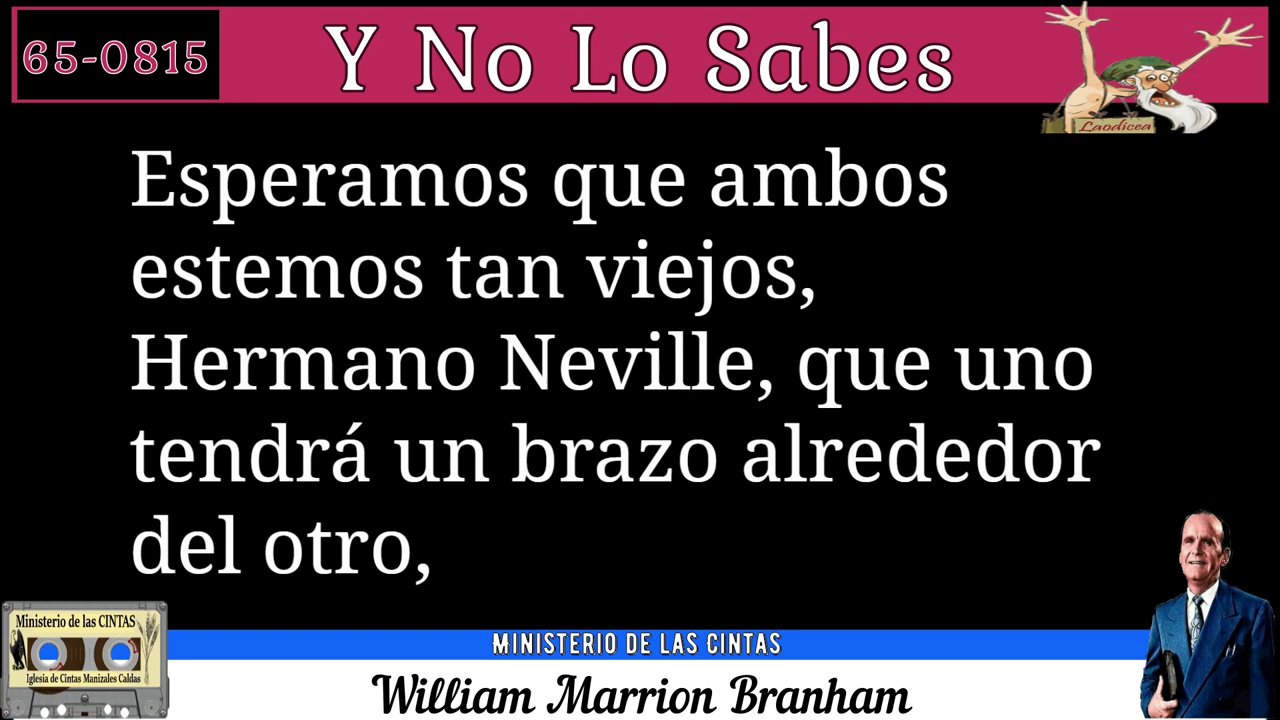 65-0815
Y No Lo Sabes
Laodicea
Esperamos que ambos
estemos tan viejos,
Hermano Neville, que uno
tendrá un brazo alrededor
del otro,
Ministerio de las CINTAS
Iglesia de Cintas Manizales Caldas
MINISTERIO DE LAS CINTAS
William Marrion Branham